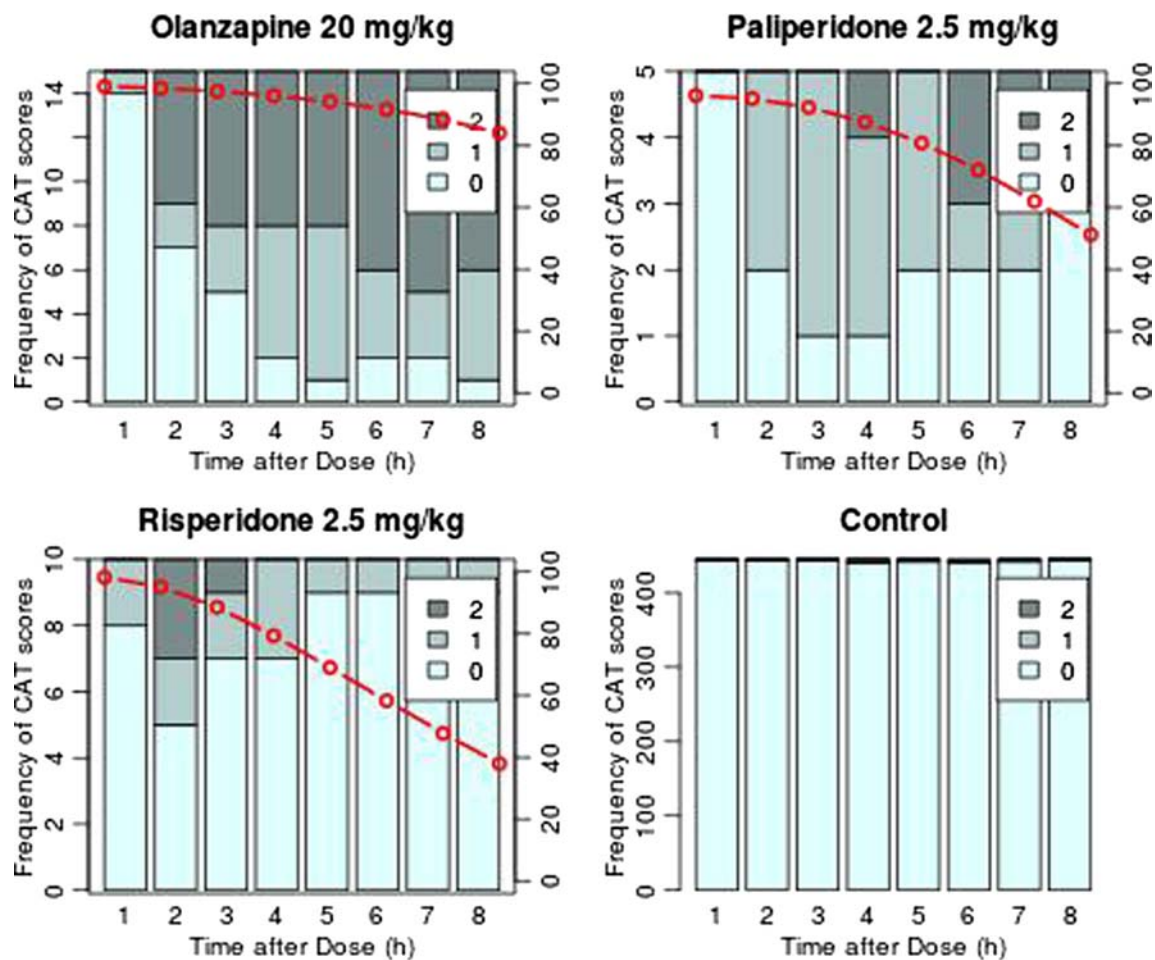 Olanzapine 20 mg/kg
Frequency of CAT scores
0 2 4 6 8 10 14
0 20 40 60 80 100
2
1
0
1 2 3 4 5 6 7 8
Time after Dose (h)
Paliperidone 2.5 mg/kg
Frequency of CAT scores
0 1 2 3 4 5
0 20 40 60 80 100
2
1
0
1 2 3 4 5 6 7 8
Time after Dose (h)
Risperidone 2.5 mg/kg
Frequency of CAT scores
0 2 4 6 8 10
0 20 40 60 80 100
2
1
0
1 2 3 4 5 6 7 8
Time after Dose (h)
Control
Frequency of CAT scores
0 100 200 300 400
2
1
0
1 2 3 4 5 6 7 8
Time after Dose (h)